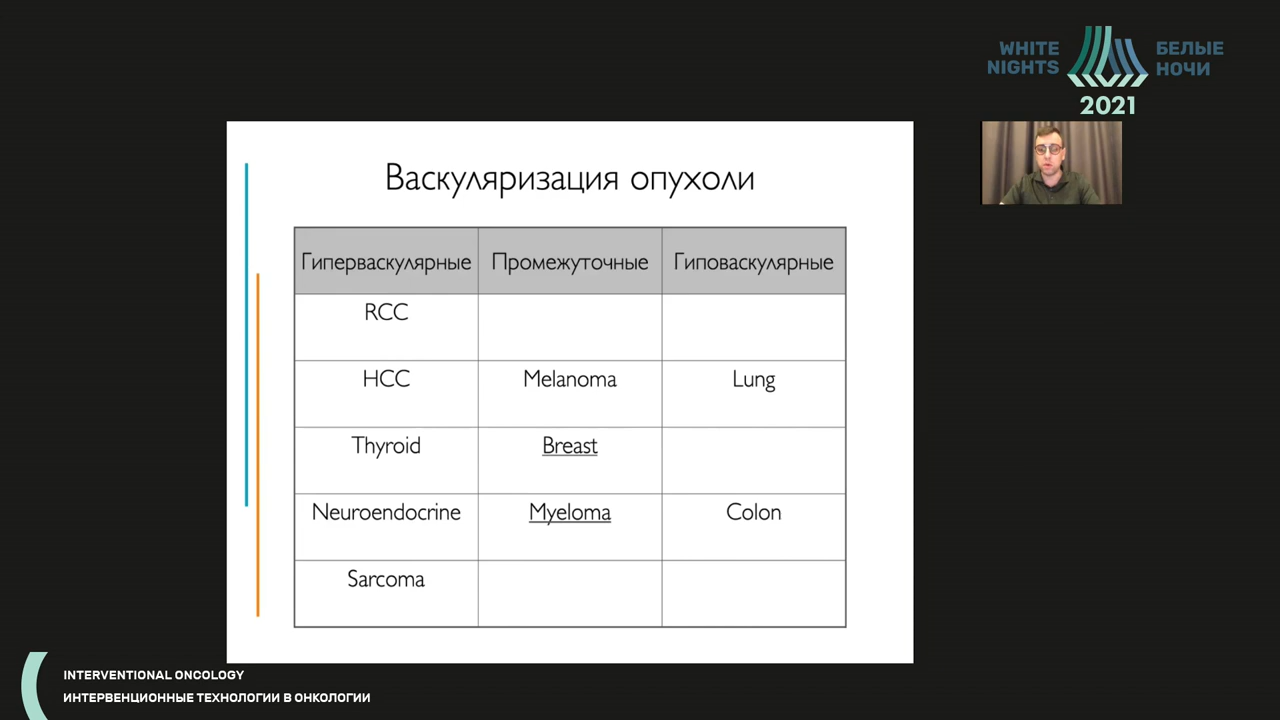 WHITE
NIGHTS
БЕЛЫЕ
НОЧИ
2021
Васкуляризация опухоли
Гиперваскулярные Промежуточные Гиповаскулярные
RCC
HCC Melanoma Lung
Thyroid Breast
Neuroendocrine Myeloma Colon
Sarcoma
INTERVENTIONAL ONCOLOGY
ИНТЕРВЕНЦИОННЫЕ ТЕХНОЛОГИИ В ОНКОЛОГИИ